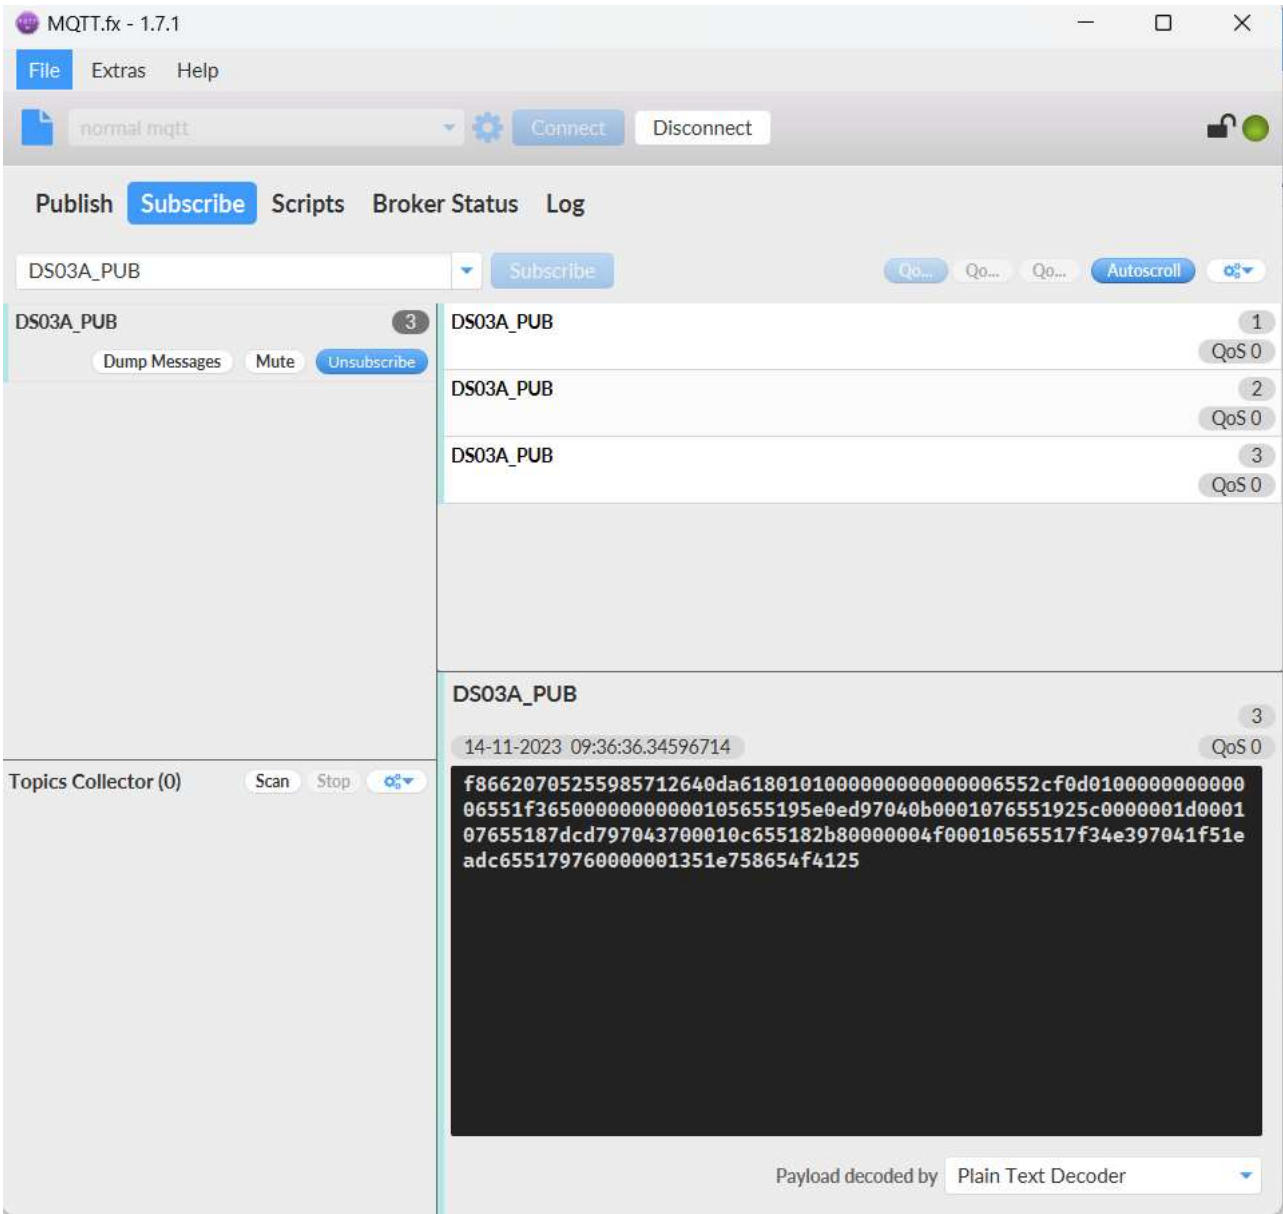 MQTT.fx - 1.7.1
File Extras Help
normal mqtt Connect Disconnect
Publish Subscribe Scripts Broker Status Log
DS03A_PUB Subscribe Qo... Qo... Qo... Autoscroll
DS03A_PUB 3
Dump Messages Mute Unsubscribe
DS03A_PUB 1
QoS 0
DS03A_PUB 2
QoS 0
DS03A_PUB 3
QoS 0
DS03A_PUB
3
14-11-2023 09:36:36.34596714 QoS 0
Topics Collector (0) Scan Stop
f86620705255985712640da6180101000000000000006552cf0d0100000000000
06551f365000000000000105655195e0ed97040b0001076551925c0000001d0001
07655187dcd797043700010c655182b80000004f00010565517f34e397041f51e
adc655179760000001351e758654f4125
Payload decoded by Plain Text Decoder